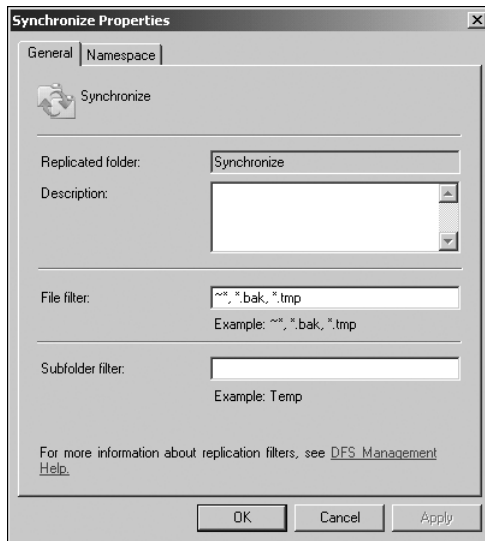 Synchronize Properties
General
Namespace
Synchronize
Replicated folder:
Synchronize
Description:
File filter:
~*, *.bak, *.tmp
Example: ~*, *.bak, *.tmp
Subfolder filter:
Example: Temp
For more information about replication filters, see DFS Management
Help.
OK
Cancel
Apply